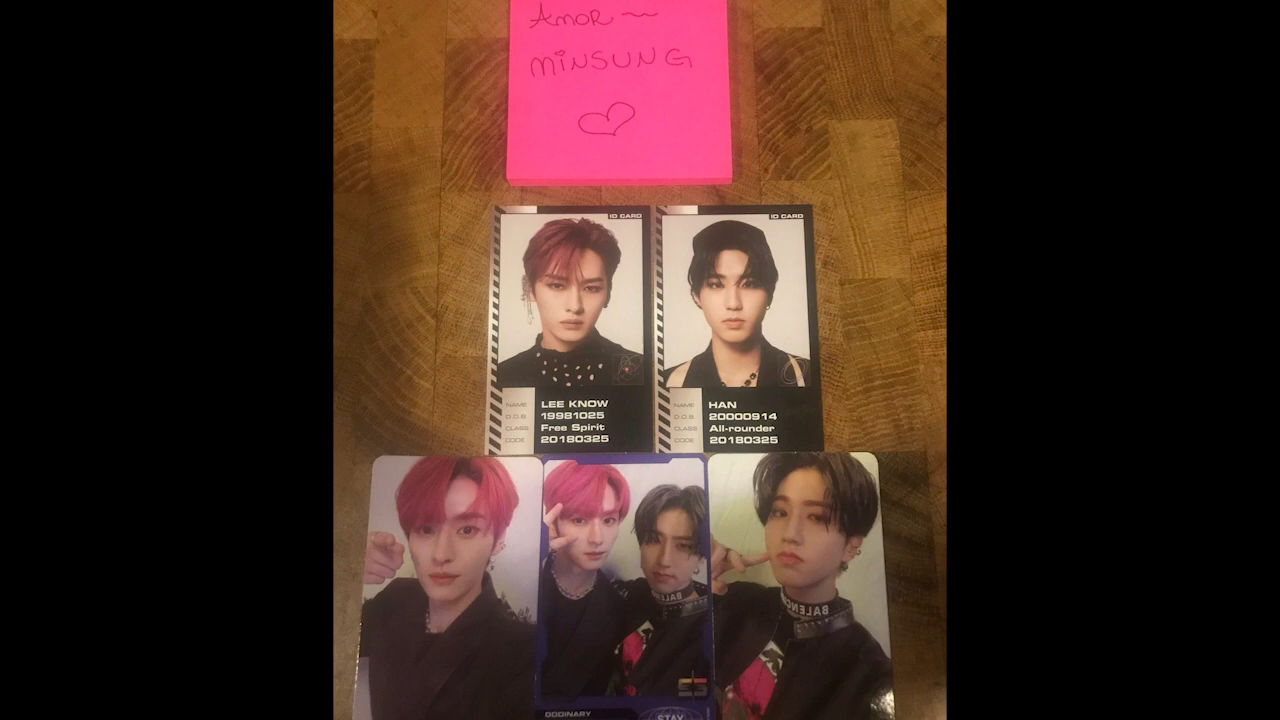 AMOR ~
MINSUNG
ID CARD
NAME LEE KNOW
D.O.B. 19981025
CLASS Free Spirit
CODE 20180325
ID CARD
NAME HAN
D.O.B. 20000914
CLASS All-rounder
CODE 20180325
BALEN
BALENC
ODDINARY
STAY